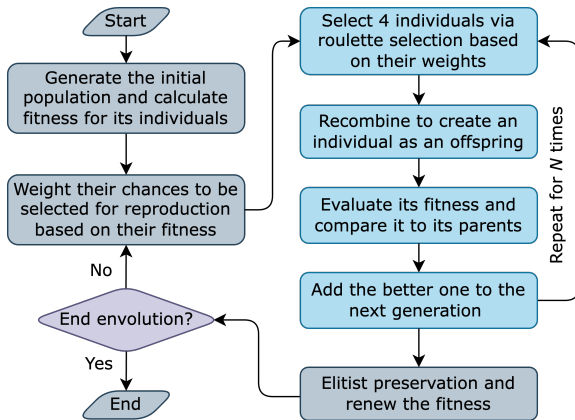 Start
Generate the initial
population and calculate
fitness for its individuals
Weight their chances to be
selected for reproduction
based on their fitness
No
End envolution?
Yes
End
Select 4 individuals via
roulette selection based
on their weights
Recombine to create an
individual as an offspring
Evaluate its fitness and
compare it to its parents
Add the better one to the
next generation
Repeat for N times
Elitist preservation and
renew the fitness